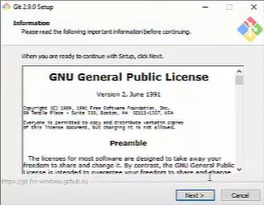 Git 2.9.0 Setup
Information
Please read the following important information before continuing.
When you are ready to continue with Setup, click Next.
GNU General Public License
Version 2, June 1991
Copyright (C) 1989, 1991 Free Software Foundation, Inc.
59 Temple Place - Suite 330, Boston, MA 02111-1307, USA
Everyone is permitted to copy and distribute verbatim copies
of this license document, but changing it is not allowed.
Preamble
The licenses for most software are designed to take away your
freedom to share and change it. By contrast, the GNU General Public
License is intended to guarantee your freedom to share and change
https://git-for-windows.github.io/
Next >
Cancel